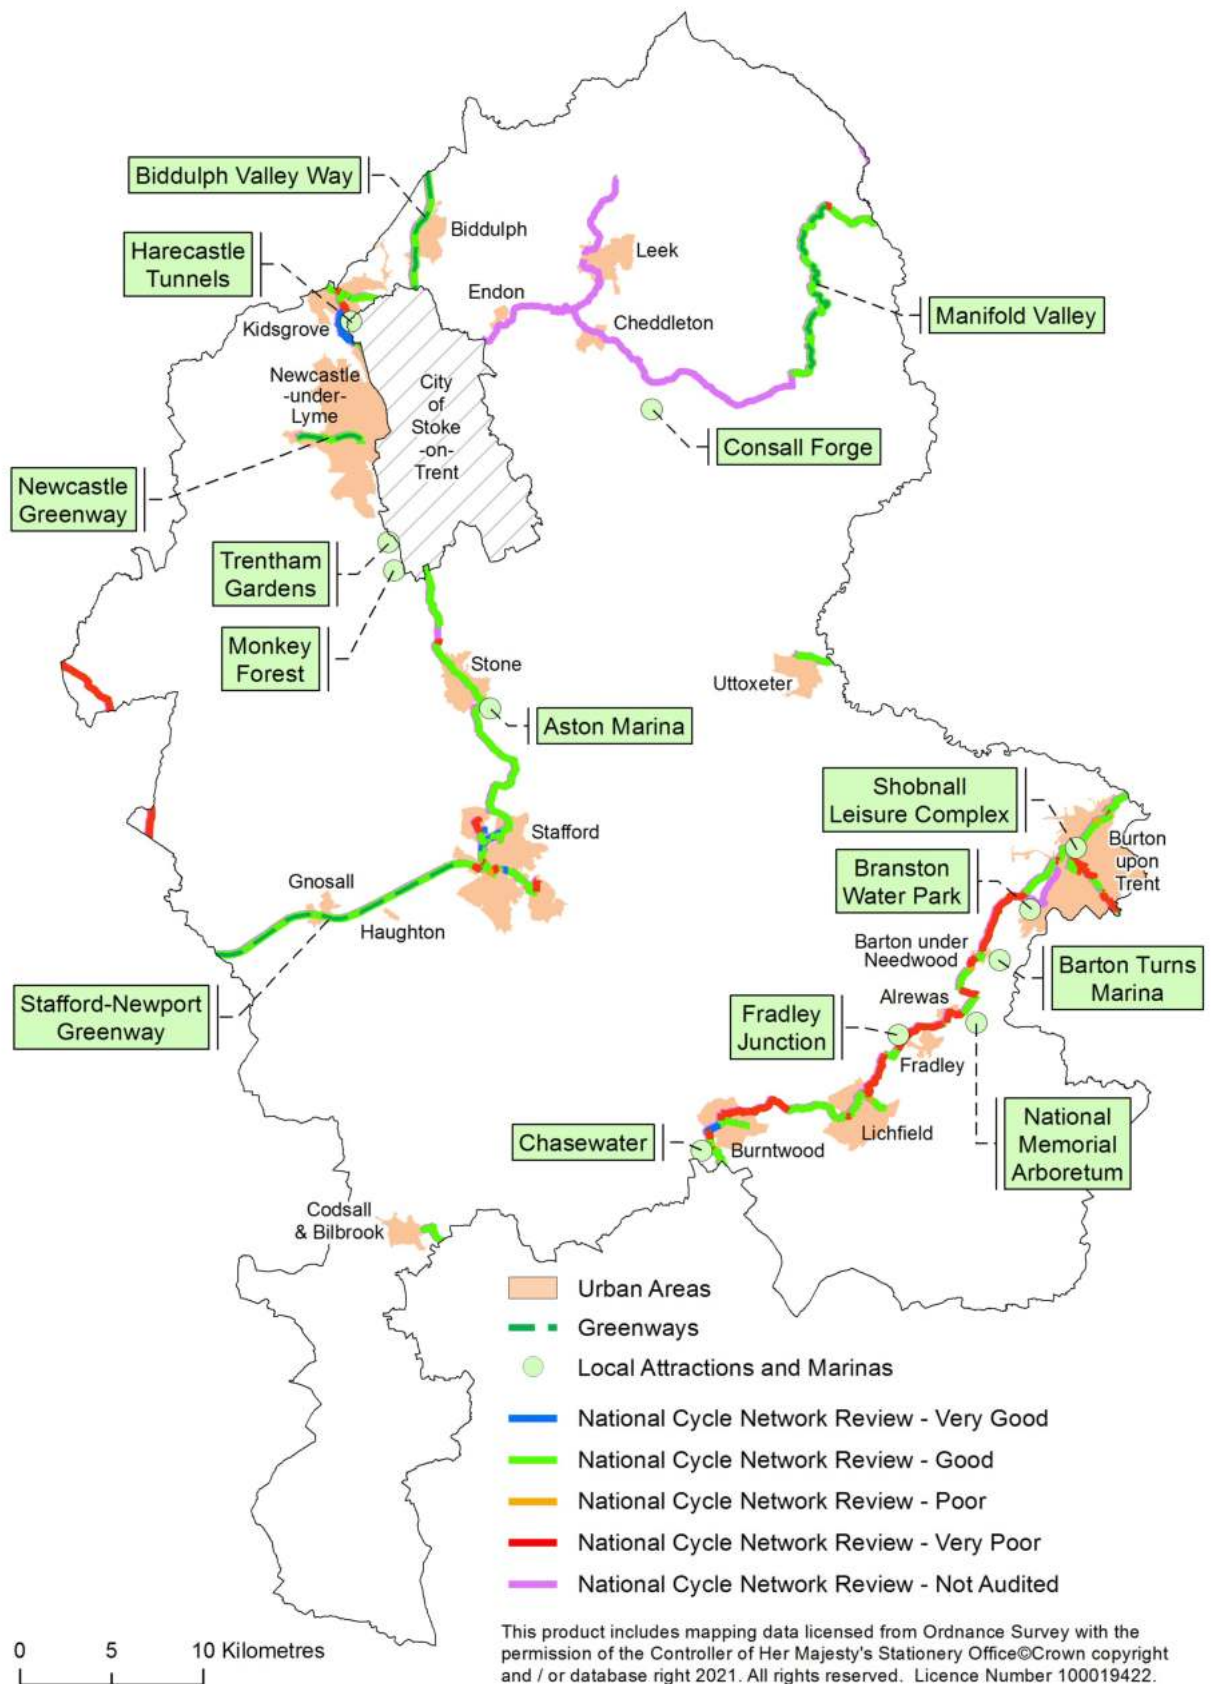 Biddulph Valley Way
Biddulph
Harecastle
Tunnels
Leek
Endon
Kidsgrove
Cheddleton
Manifold Valley
Newcastle
-under-
Lyme
City
of
Stoke
-on-
Trent
Consall Forge
Newcastle
Greenway
Trentham
Gardens
Monkey
Forest
Stone
Uttoxeter
Aston Marina
Shobnall
Leisure Complex
Stafford
Burton
upon
Trent
Branston
Water Park
Gnosall
Haughton
Barton under
Needwood
Barton Turns
Marina
Stafford-Newport
Greenway
Alrewas
Fradley
Junction
Fradley
National
Memorial
Arboretum
Lichfield
Chasewater
Burntwood
Codsall
& Bilbrook
Urban Areas
Greenways
Local Attractions and Marinas
National Cycle Network Review - Very Good
National Cycle Network Review - Good
National Cycle Network Review - Poor
National Cycle Network Review - Very Poor
National Cycle Network Review - Not Audited
0 5 10 Kilometres
This product includes mapping data licensed from Ordnance Survey with the
permission of the Controller of Her Majesty's Stationery Office©Crown copyright
and / or database right 2021. All rights reserved. Licence Number 100019422.